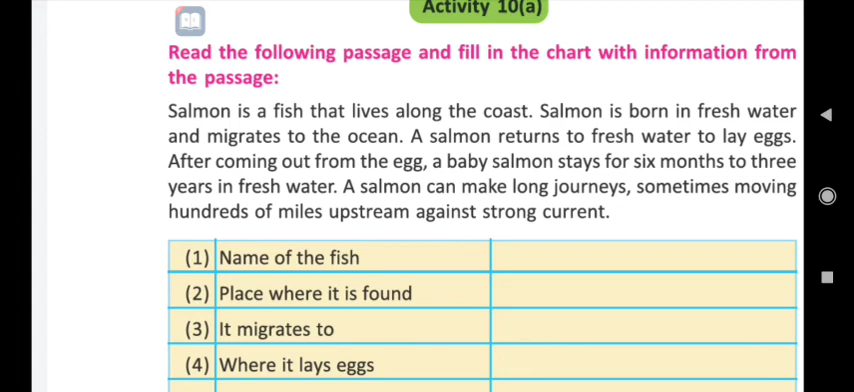 Activity 10(a)
Read the following passage and fill in the chart with information from
the passage:
Salmon is a fish that lives along the coast. Salmon is born in fresh water
and migrates to the ocean. A salmon returns to fresh water to lay eggs.
After coming out from the egg, a baby salmon stays for six months to three
years in fresh water. A salmon can make long journeys, sometimes moving
hundreds of miles upstream against strong current.
(1) Name of the fish
(2) Place where it is found
(3) It migrates to
(4) Where it lays eggs